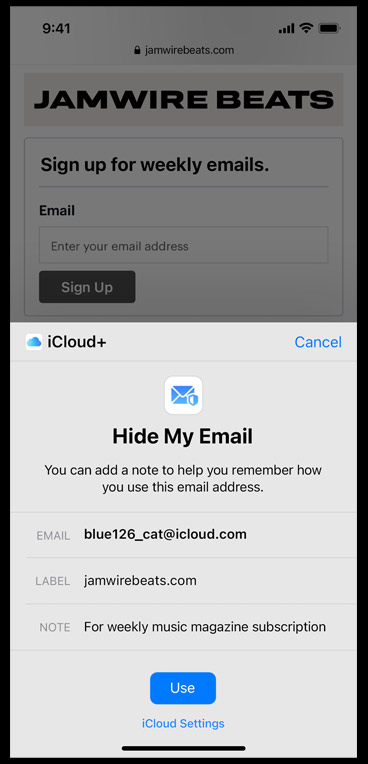 9:41
jamwirebeats.com
JAMWIRE BEATS
Sign up for weekly emails.
Email
Enter your email address
Sign Up
iCloud+
Cancel
Hide My Email
You can add a note to help you remember how
you use this email address.
EMAIL blue126_cat@icloud.com
LABEL jamwirebeats.com
NOTE For weekly music magazine subscription
Use
iCloud Settings